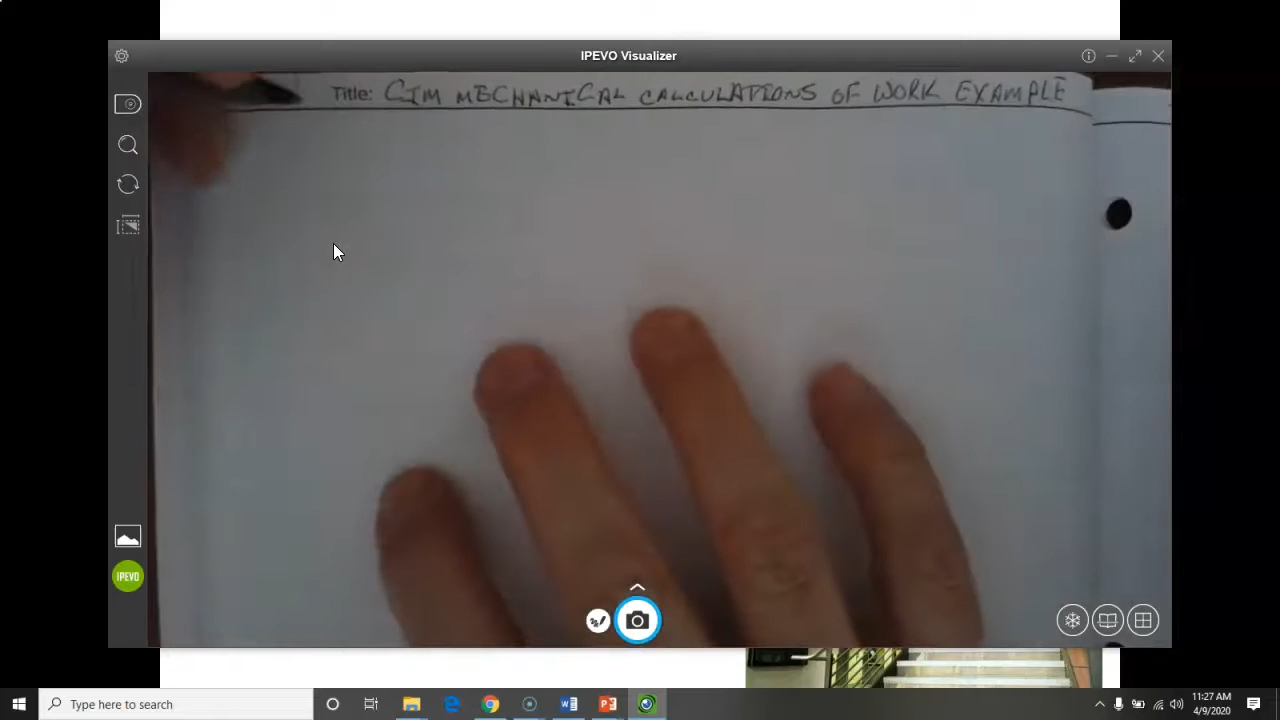 IPEVO Visualizer
Title: CIM MECHANICAL CALCULATIONS OF WORK EXAMPLE
IPEVO
Type here to search
11:27 AM
4/9/2020